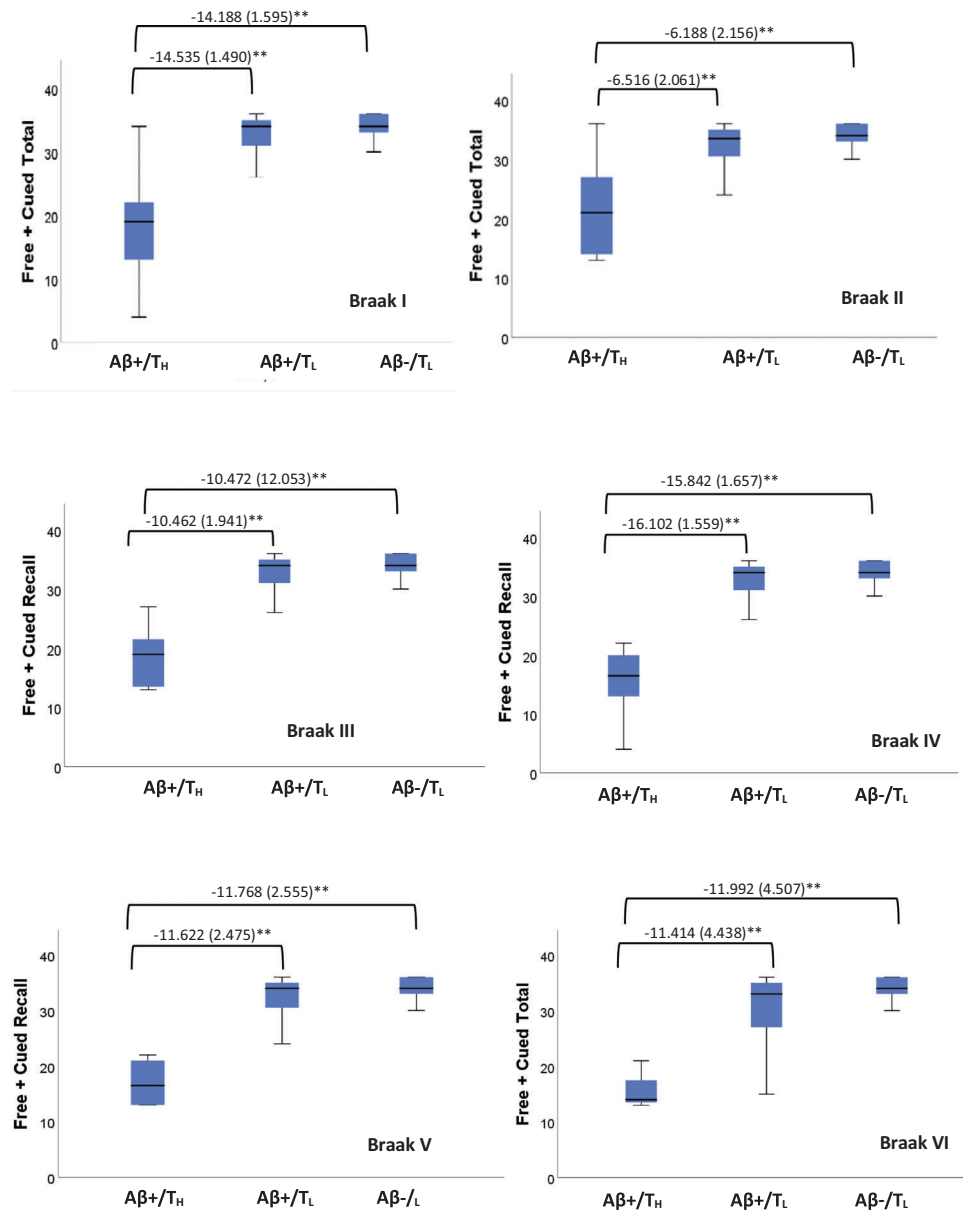 -14.188 (1.595)**
-14.535 (1.490)**
Free + Cued Total
40
30
20
10
0
Braak I
Aβ+/TH
Aβ+/TL
Aβ-/TL
-6.188 (2.156)**
-6.516 (2.061)**
Free + Cued Total
40
30
20
10
0
Braak II
Aβ+/TH
Aβ+/TL
Aβ-/TL
-10.472 (12.053)**
-10.462 (1.941)**
Free + Cued Recall
40
30
20
10
0
Braak III
Aβ+/TH
Aβ+/TL
Aβ-/TL
-15.842 (1.657)**
-16.102 (1.559)**
Free + Cued Recall
40
30
20
10
0
Braak IV
Aβ+/TH
Aβ+/TL
Aβ-/TL
-11.768 (2.555)**
-11.622 (2.475)**
Free + Cued Recall
40
30
20
10
0
Braak V
Aβ+/TH
Aβ+/TL
Aβ-/L
-11.992 (4.507)**
-11.414 (4.438)**
Free + Cued Total
40
30
20
10
0
Braak VI
Aβ+/TH
Aβ+/TL
Aβ-/TL